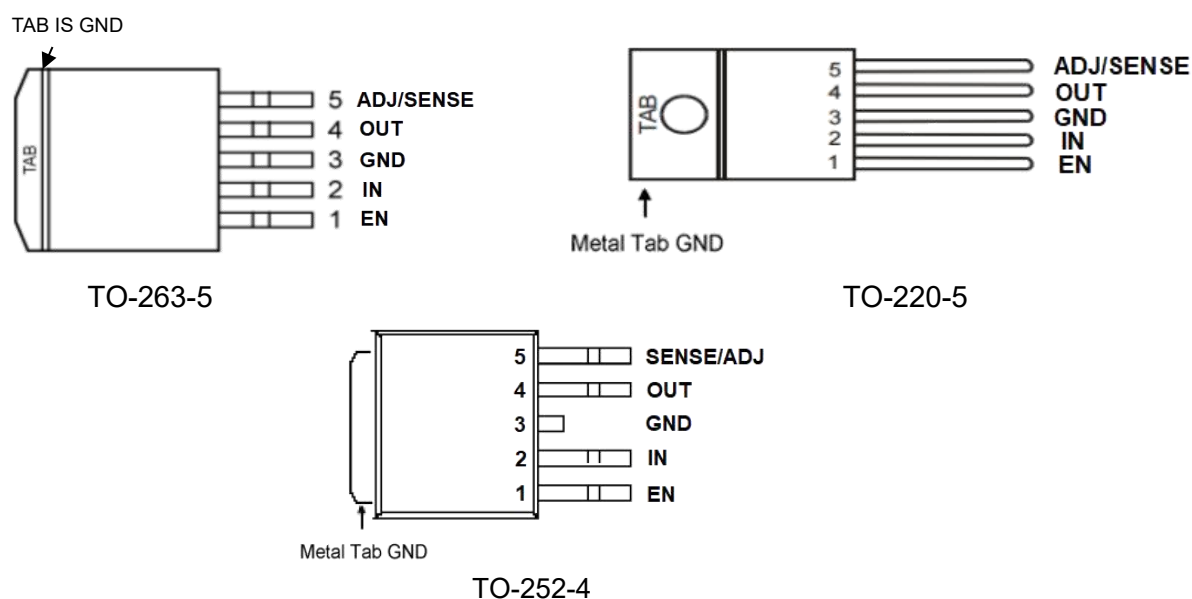 TAB IS GND
TAB
5 ADJ/SENSE
4 OUT
3 GND
2 IN
1 EN
TO-263-5
TAB
5 ADJ/SENSE
4 OUT
3 GND
2 IN
1 EN
Metal Tab GND
TO-220-5
5 SENSE/ADJ
4 OUT
3 GND
2 IN
1 EN
Metal Tab GND
TO-252-4